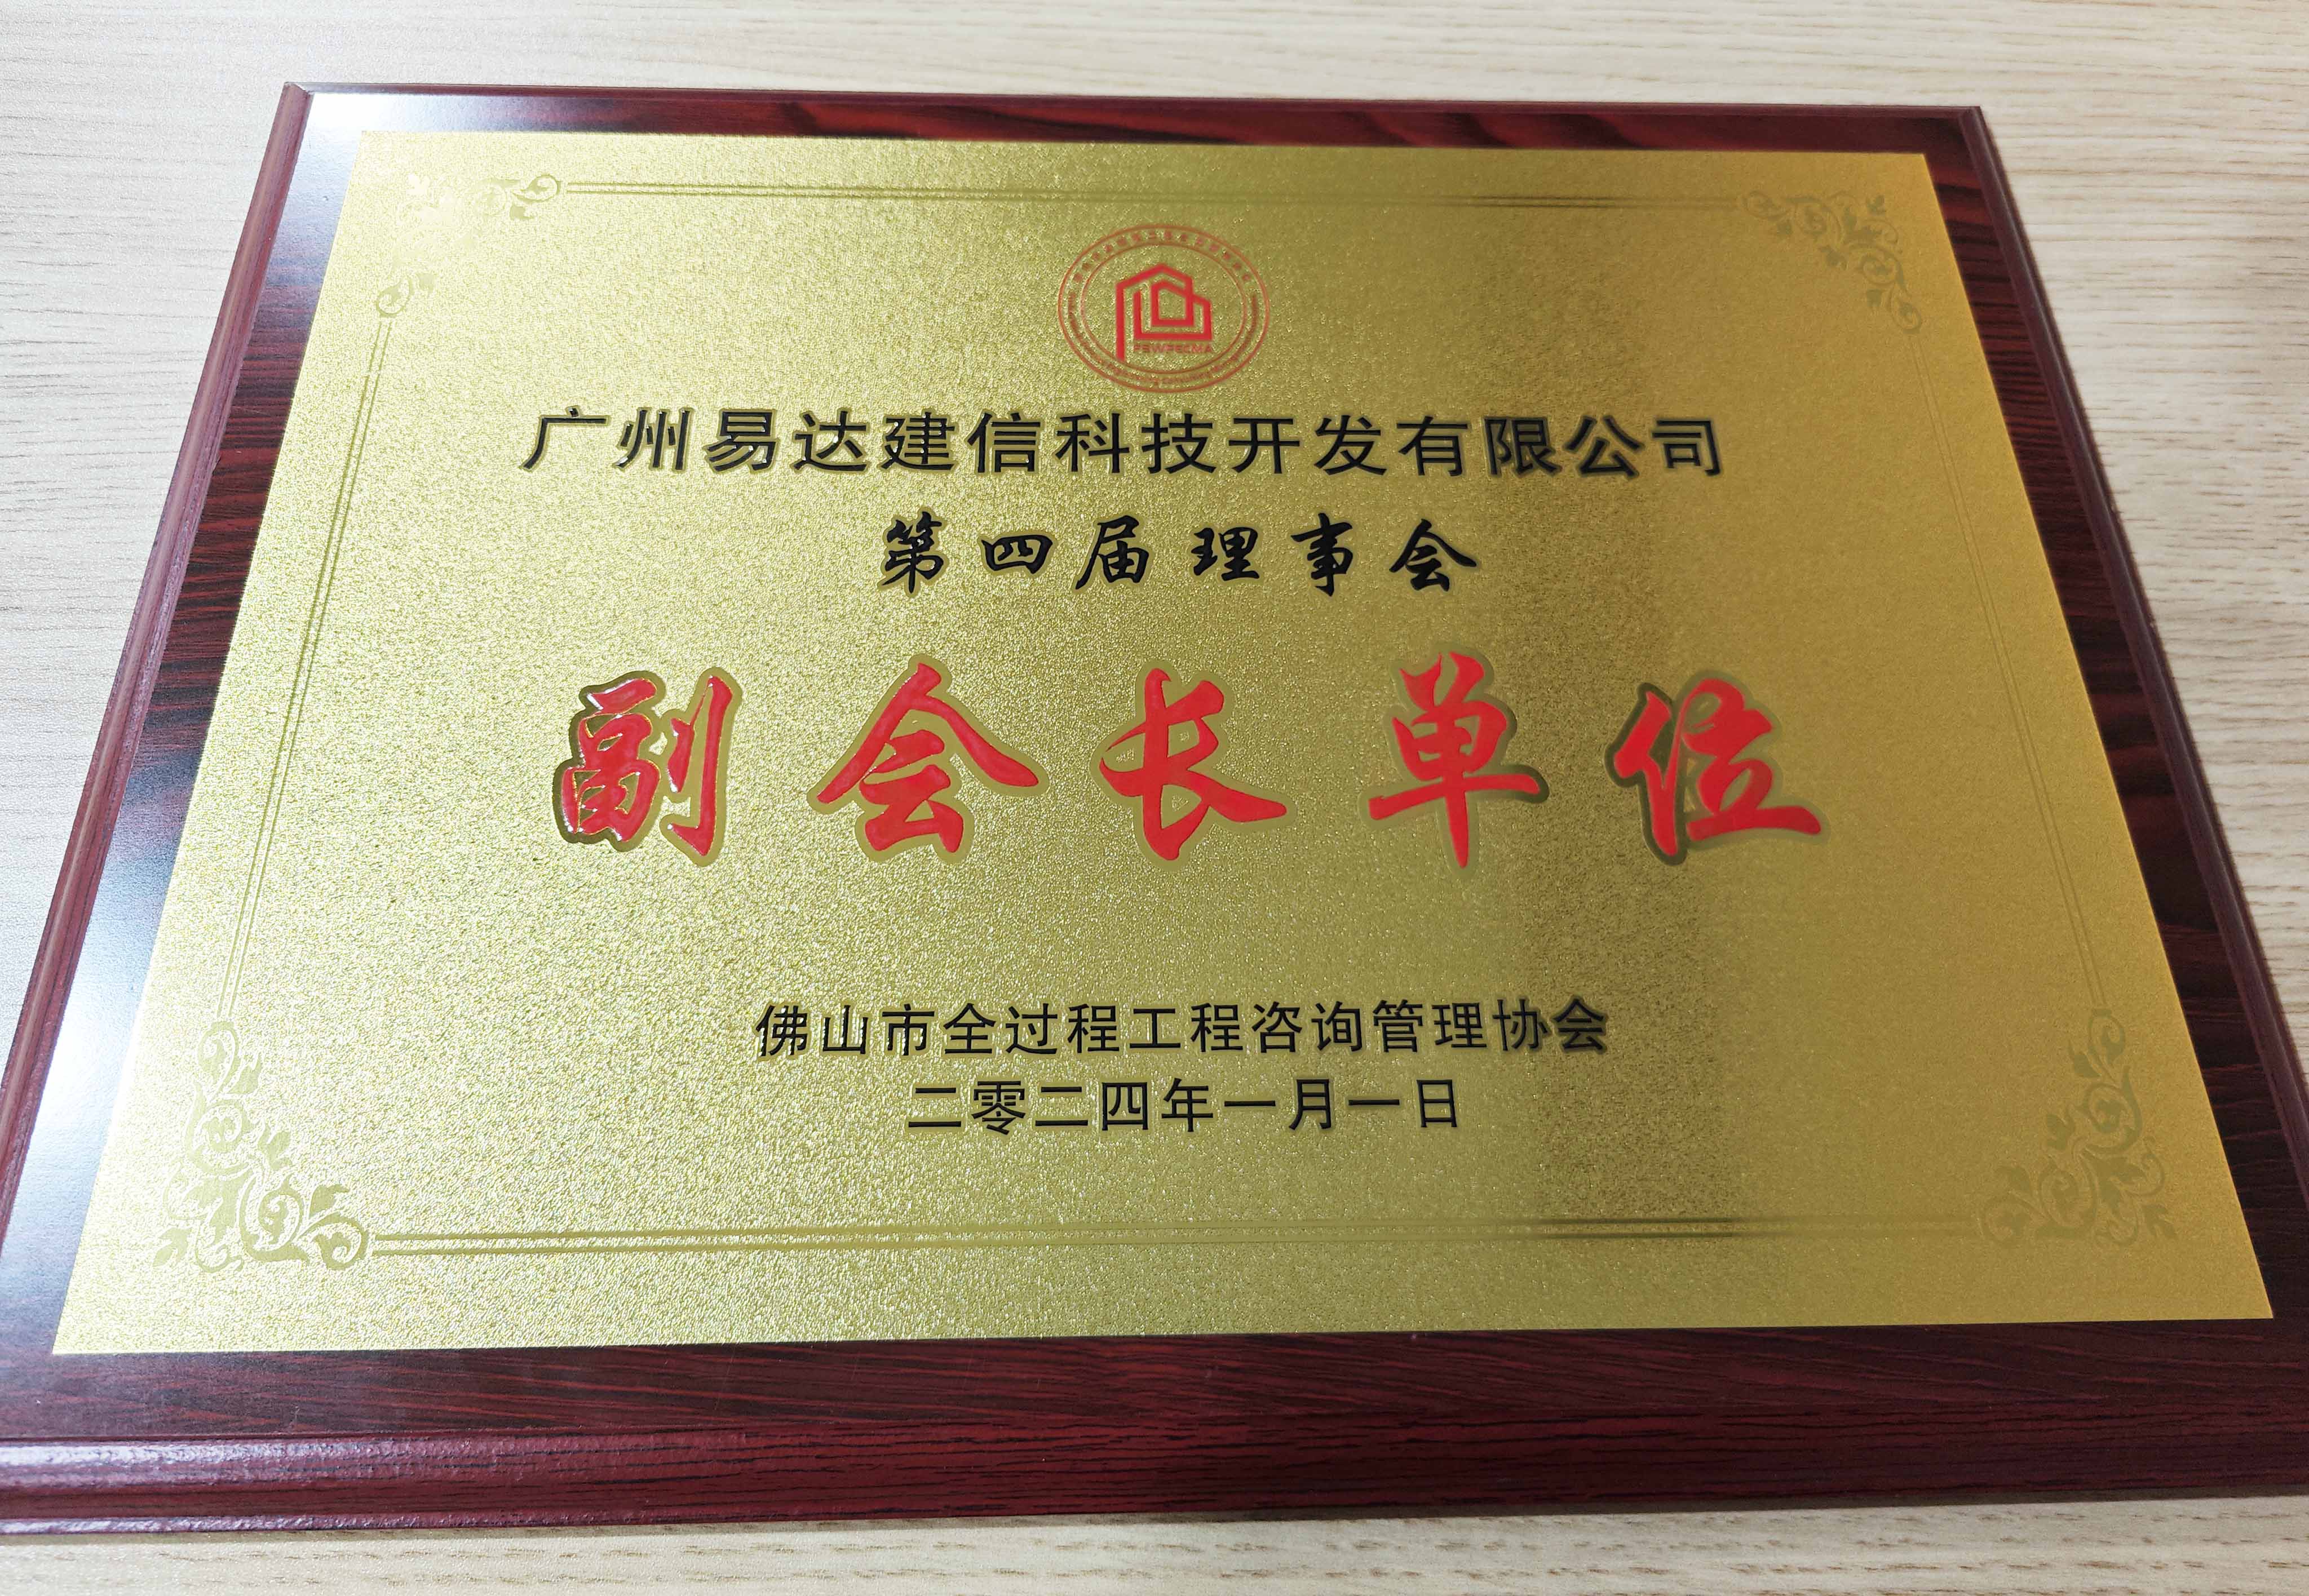 FSWPECMA
广州易达建信科技开发有限公司
第四届理事会
副会长单位
佛山市全过程工程咨询管理协会
二零二四年一月一日